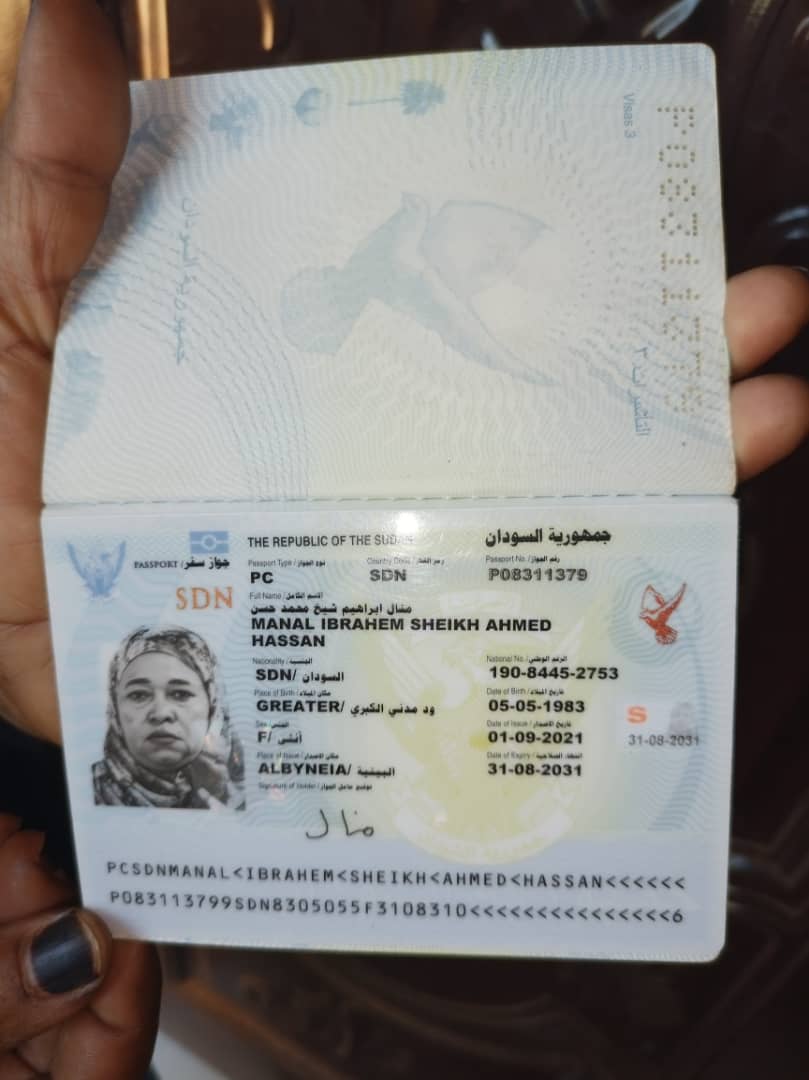 Visas 3
P08311379
التأشيرات ٣
جمهورية السودان
THE REPUBLIC OF THE SUDAN
جمهورية السودان
PASSPORT / جواز سفر
Passport Type / نوع الجواز
Country Code / رمز القطر
Passport No. / رقم الجواز
PC
SDN
P08311379
SDN
Full Name / الاسم الكامل
منال ابراهيم شيخ محمد حسن
MANAL IBRAHEM SHEIKH AHMED
HASSAN
Nationality / الجنسية
National No. / الرقم الوطني
SDN/ السودان
190-8445-2753
Place of Birth / مكان الميلاد
Date of Birth / تاريخ الميلاد
GREATER/ ود مدني الكبري
05-05-1983
Sex / الجنس
Date of Issue / تاريخ الاصدار
F/ أنثى
01-09-2021
S
31-08-2031
Place of Issue / مكان الاصدار
Date of Expiry / انتهاء الصلاحية
ALBYNEIA/ البينية
31-08-2031
Signature of Holder / توقيع حامل الجواز
منال
PCSDNMANAL<IBRAHEM<SHEIKH<AHMED<HASSAN<<<<<<
P083113799SDN8305055F3108310<<<<<<<<<<<<<<<6